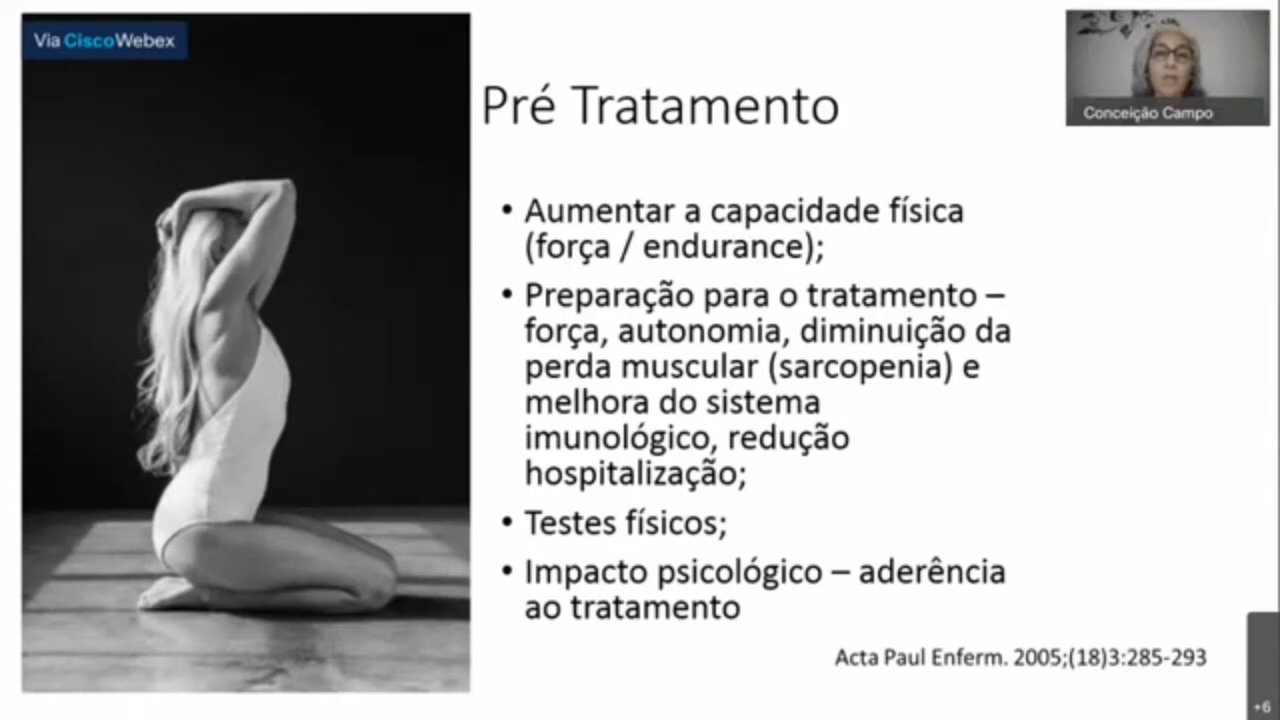 Via CiscoWebex
Pré Tratamento
Conceição Campo
• Aumentar a capacidade física
(força / endurance);
• Preparação para o tratamento –
força, autonomia, diminuição da
perda muscular (sarcopenia) e
melhora do sistema
imunológico, redução
hospitalização;
• Testes físicos;
• Impacto psicológico – aderência
ao tratamento
Acta Paul Enferm. 2005;(18)3:285-293
+6